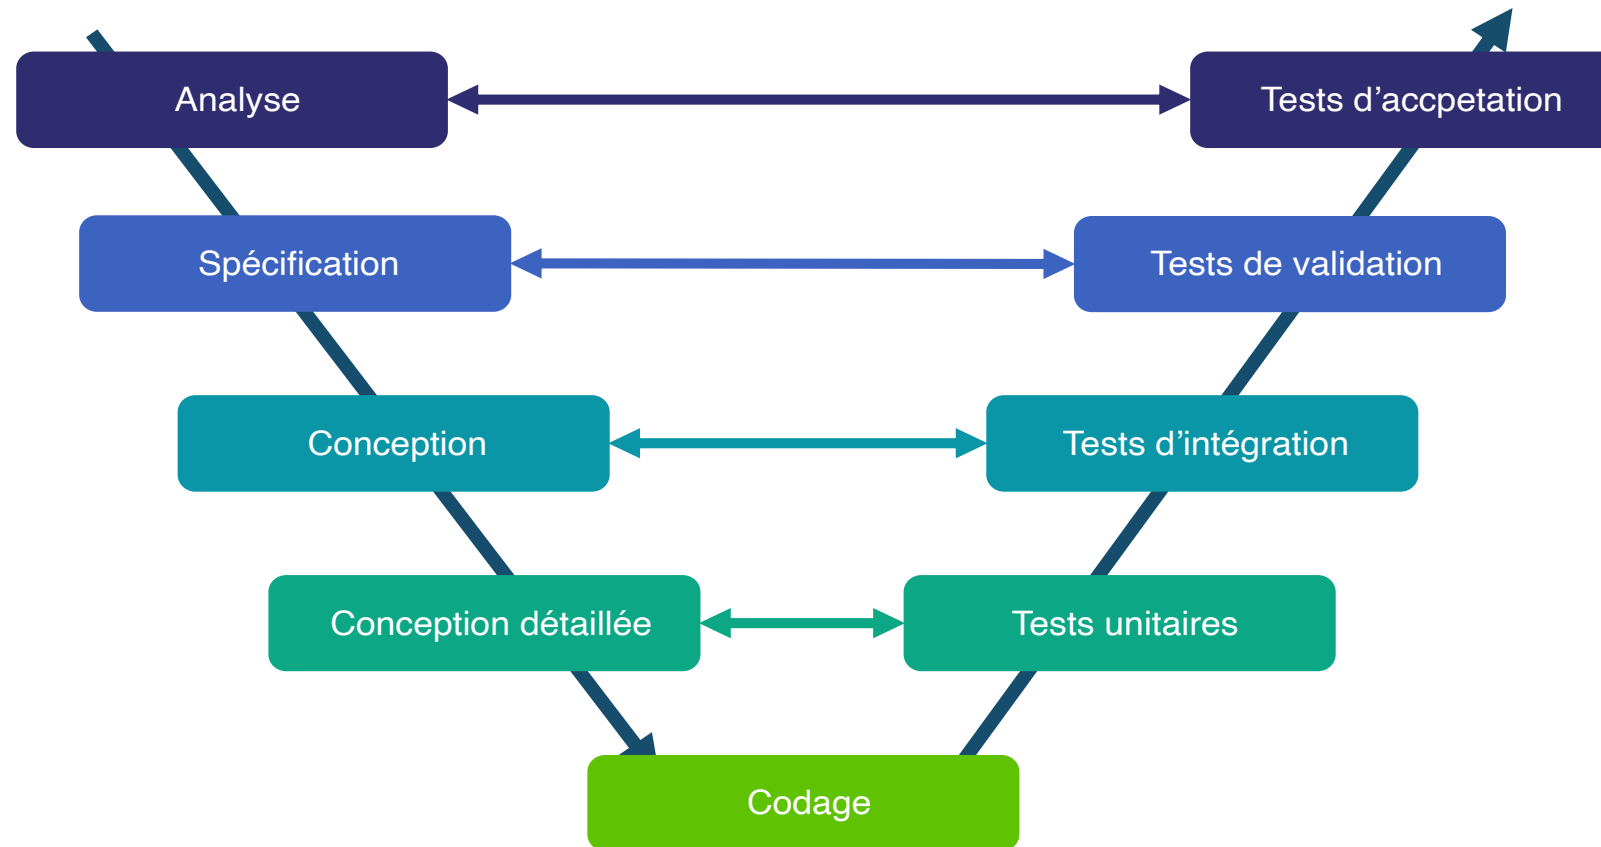 Analyse
Tests d’accpetation
Spécification
Tests de validation
Conception
Tests d’intégration
Conception détaillée
Tests unitaires
Codage